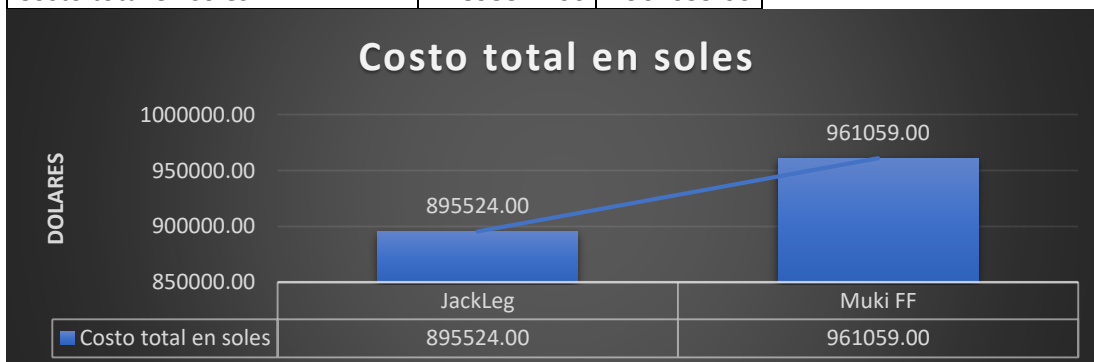 Costo total en soles
1000000.00
961059.00
950000.00
895524.00
900000.00
850000.00
DOLARES
JackLeg Muki FF
Costo total en soles 895524.00 961059.00